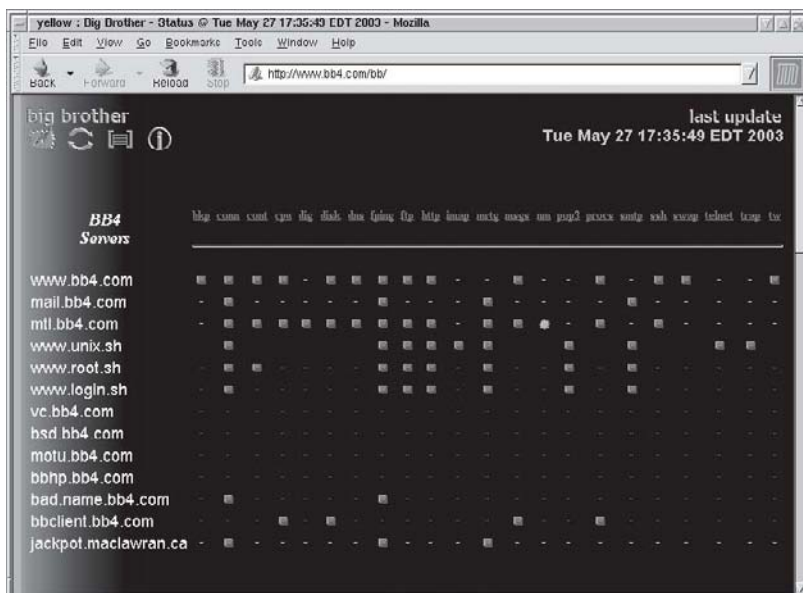 yellow : Big Brother - Status @ Tue May 27 17:35:49 EDT 2003 - Mozilla
File Edit View Go Bookmarks Tools Window Help
Back Forward Reload Stop http://www.bb4.com/bb/
big brother
last update
Tue May 27 17:35:49 EDT 2003
BB4
Servers
bkp conn cont cpu dig disk dns fping ftp http imap mrtg msgs nm pop3 procs smtp ssh swap telnet
www.bb4.com
mail.bb4.com
mtl.bb4.com
www.unix.sh
www.root.sh
www.login.sh
vc.bb4.com
bsd.bb4.com
motu.bb4.com
bbhp.bb4.com
bad.name.bb4.com
bbclient.bb4.com
jackpot.maclawran.ca